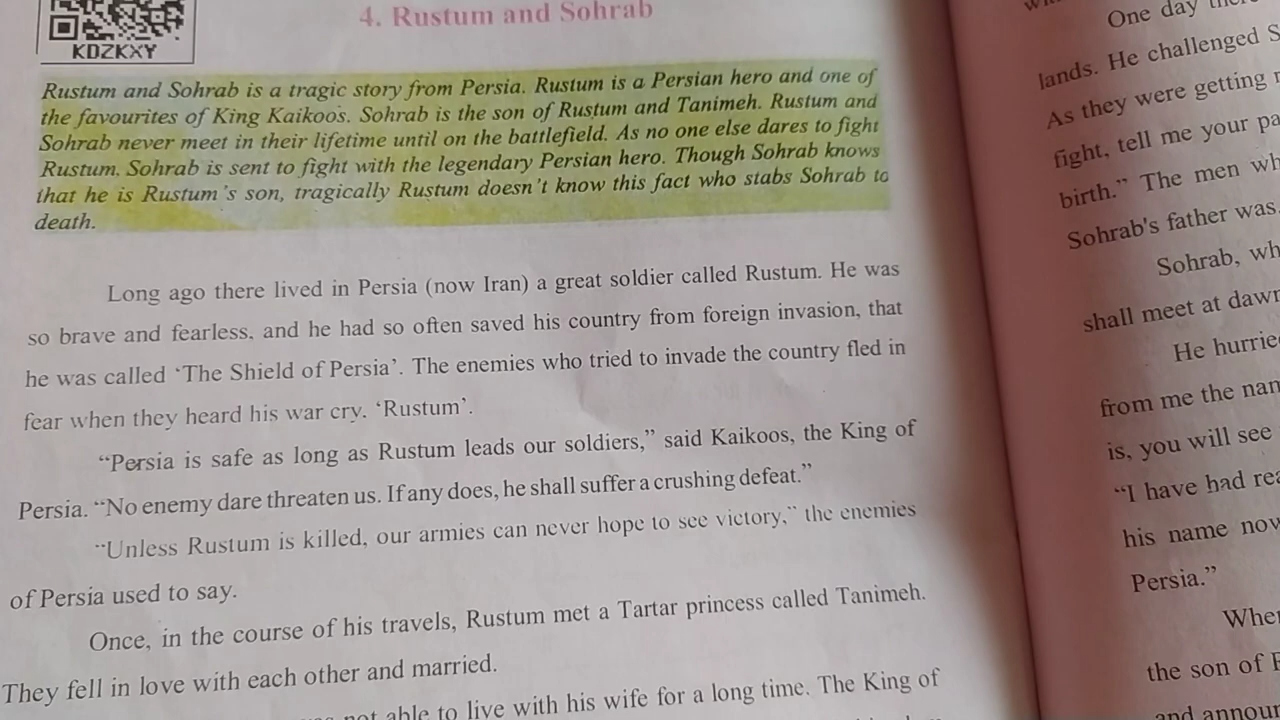 KDZKXY
4. Rustum and Sohrab
Rustum and Sohrab is a tragic story from Persia. Rustum is a Persian hero and one of
the favourites of King Kaikoos. Sohrab is the son of Rustum and Tanimeh. Rustum and
Sohrab never meet in their lifetime until on the battlefield. As no one else dares to fight
Rustum, Sohrab is sent to fight with the legendary Persian hero. Though Sohrab knows
that he is Rustum's son, tragically Rustum doesn't know this fact who stabs Sohrab to
death.
Long ago there lived in Persia (now Iran) a great soldier called Rustum. He was
so brave and fearless, and he had so often saved his country from foreign invasion, that
he was called 'The Shield of Persia'. The enemies who tried to invade the country fled in
fear when they heard his war cry. 'Rustum'.
"Persia is safe as long as Rustum leads our soldiers," said Kaikoos, the King of
Persia. "No enemy dare threaten us. If any does, he shall suffer a crushing defeat."
"Unless Rustum is killed, our armies can never hope to see victory," the enemies
of Persia used to say.
Once, in the course of his travels, Rustum met a Tartar princess called Tanimeh.
They fell in love with each other and married.
not able to live with his wife for a long time. The King of
One day
lands. He challenged
As they were getting
fight, tell me your
birth." The men
Sohrab's father was.
Sohrab,
shall meet at dawn
He
from me the
is, you will see
"I have had
his name
Persia."
the son of
and